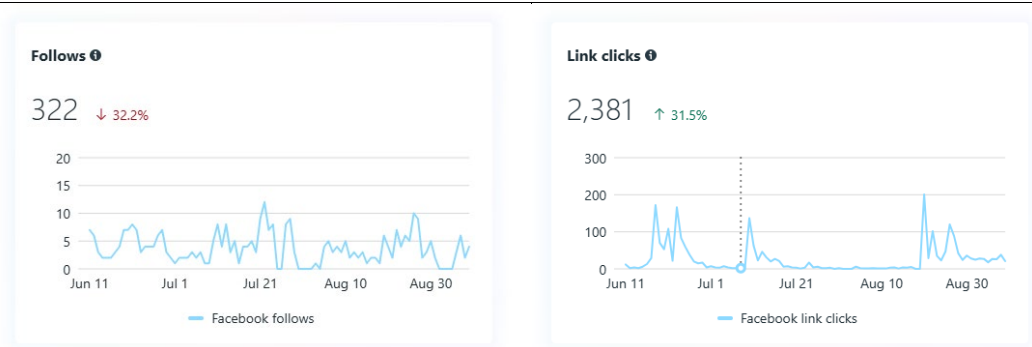 Follows
322 ↓ 32.2%
20
15
10
5
0
Jun 11 Jul 1 Jul 21 Aug 10 Aug 30
Facebook follows
Link clicks
2,381 ↑ 31.5%
300
200
100
0
Jun 11 Jul 1 Jul 21 Aug 10 Aug 30
Facebook link clicks